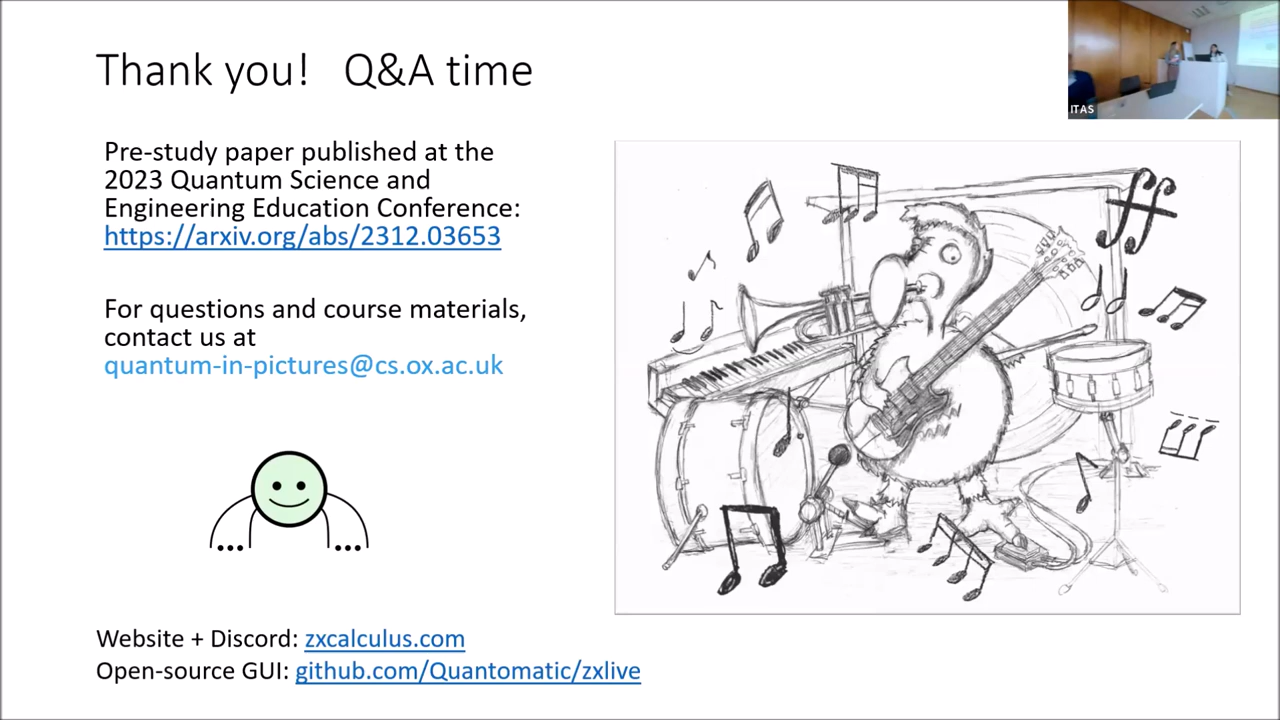 Thank you!   Q&A time
ITAS
Pre-study paper published at the
2023 Quantum Science and
Engineering Education Conference:
https://arxiv.org/abs/2312.03653
For questions and course materials,
contact us at
quantum-in-pictures@cs.ox.ac.uk
Website + Discord: zxcalculus.com
Open-source GUI: github.com/Quantomatic/zxlive